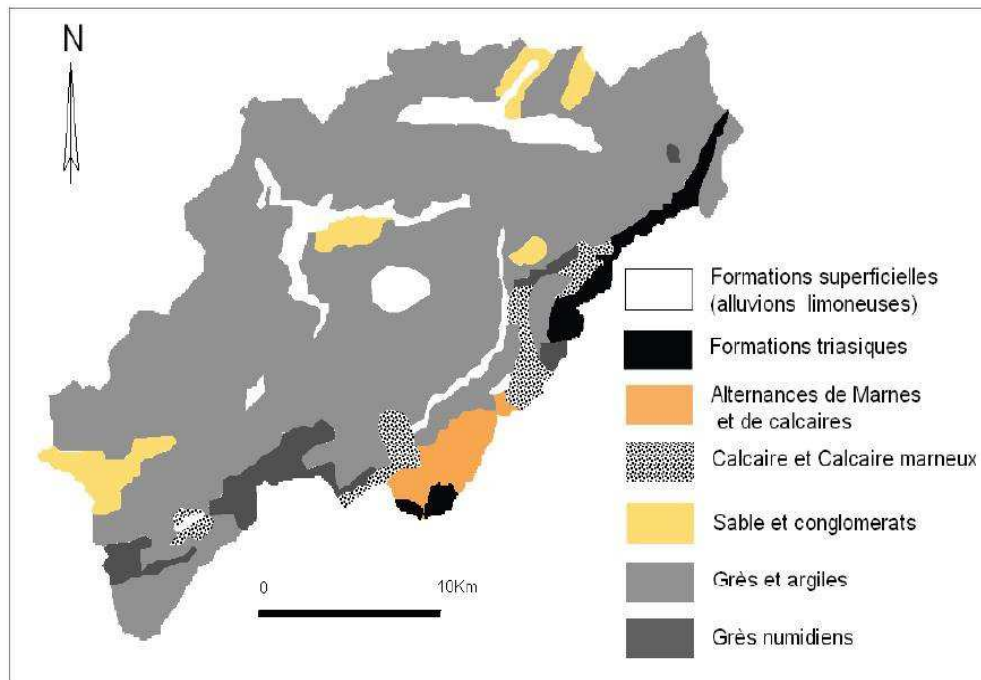 N
Formations superficielles
(alluvions limoneuses)
Formations triasiques
Alternances de Marnes
et de calcaires
Calcaire et Calcaire marneux
Sable et conglomerats
Grès et argiles
Grès numidiens
0
10Km